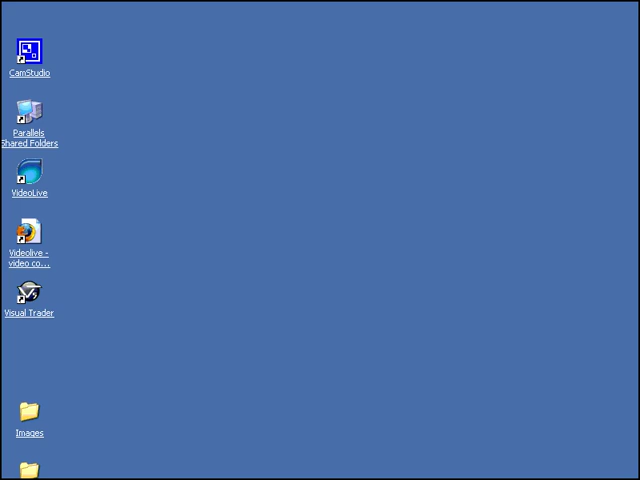 CamStudio
Parallels
Shared Folders
VideoLive
Videolive -
video co...
Visual Trader
Images